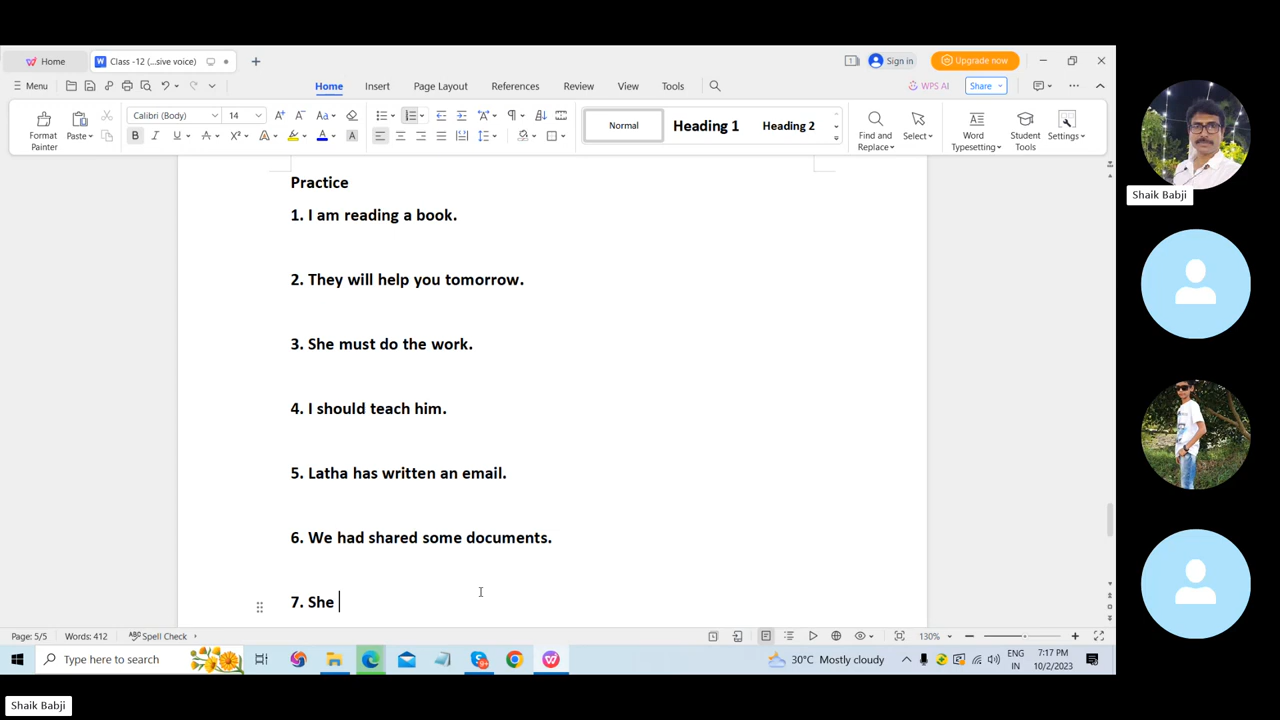 Home
Class -12 (...sive voice)
Upgrade now
Sign in
Menu
Home
Insert
Page Layout
References
Review
View
Tools
WPS AI
Share
Format
Painter
Paste
Calibri (Body)
14
Normal
Heading 1
Heading 2
Find and
Replace
Select
Word
Typesetting
Student
Tools
Settings
Shaik Babji
Practice
1. I am reading a book.
2. They will help you tomorrow.
3. She must do the work.
4. I should teach him.
5. Latha has written an email.
6. We had shared some documents.
7. She
Page: 5/5
Words: 412
Spell Check
130%
Type here to search
30°C Mostly cloudy
ENG
IN
7:17 PM
10/2/2023
Shaik Babji